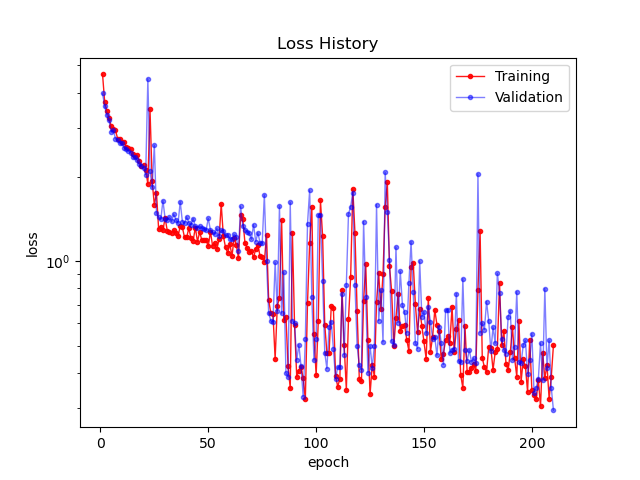 Loss History
Training
Validation
loss
10⁰
0
50
100
150
200
epoch